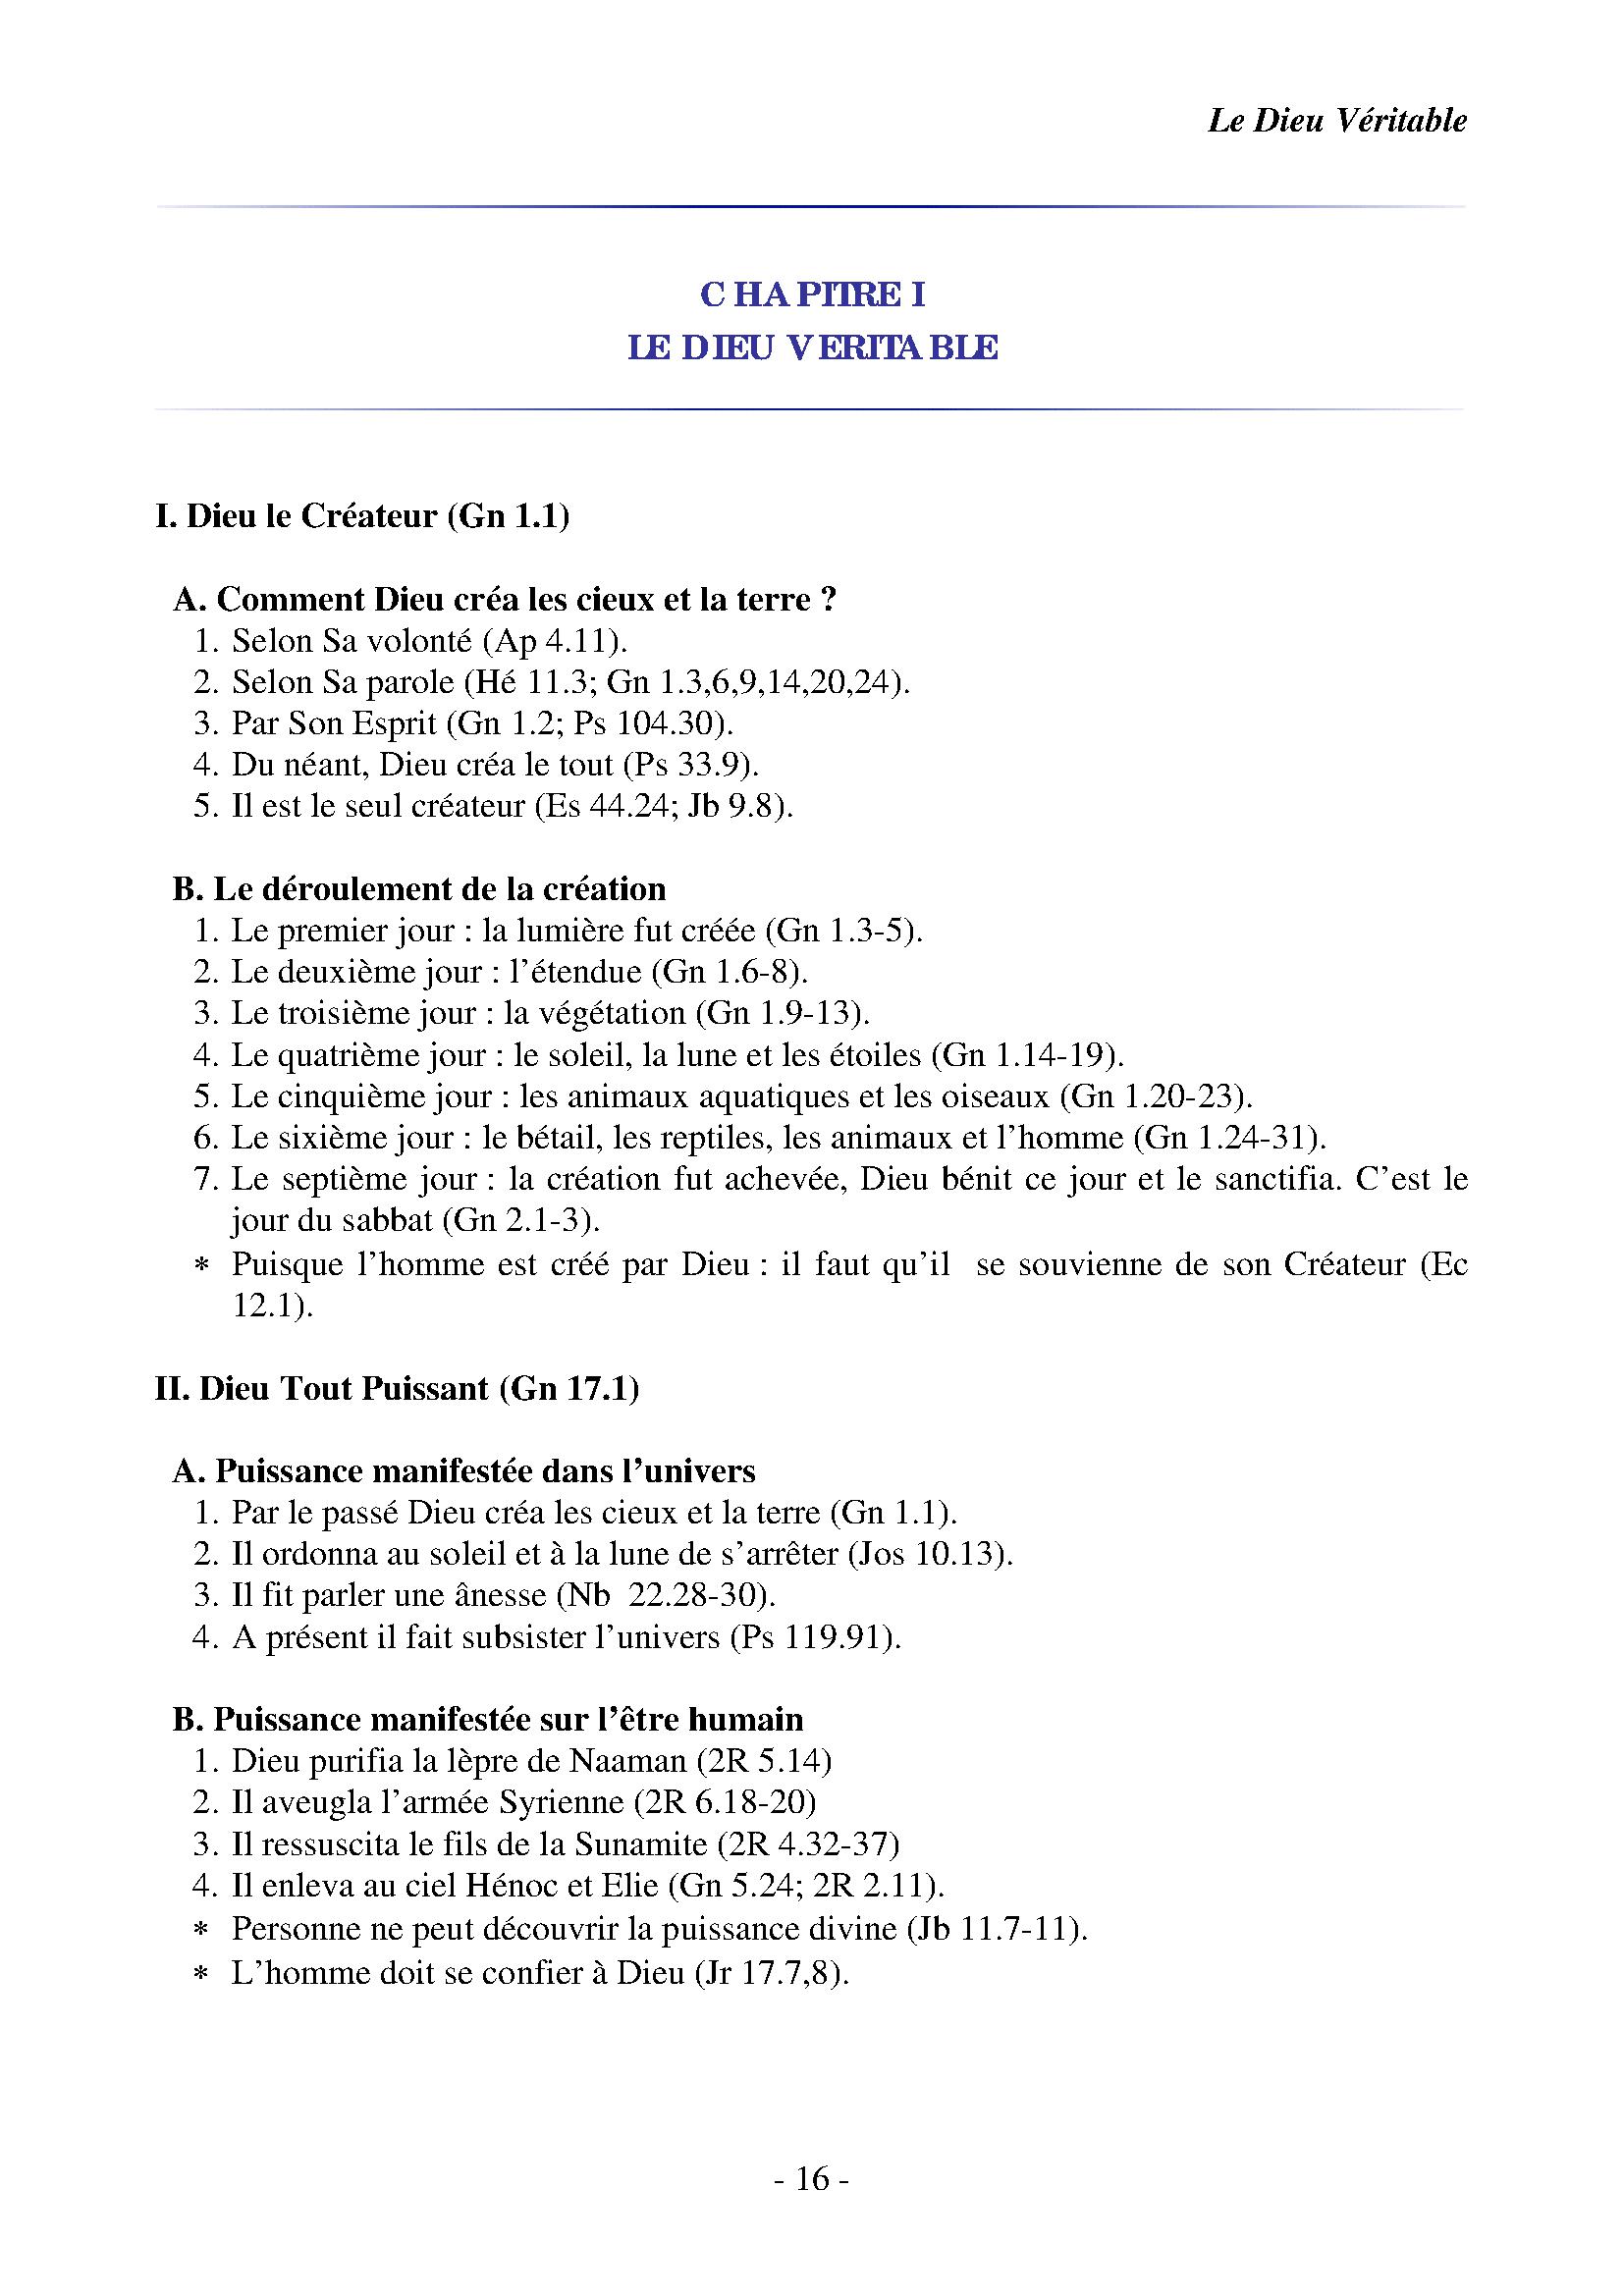 Le Dieu Véritable
CHAPITRE I
LE DIEU VERITABLE
I. Dieu le Créateur (Gn 1.1)
A. Comment Dieu créa les cieux et la terre ?
1. Selon Sa volonté (Ap 4.11).
2. Selon Sa parole (Hé 11.3; Gn 1.3,6,9,14,20,24).
3. Par Son Esprit (Gn 1.2; Ps 104.30).
4. Du néant, Dieu créa le tout (Ps 33.9).
5. Il est le seul créateur (Es 44.24; Jb 9.8).
B. Le déroulement de la création
1. Le premier jour : la lumière fut créée (Gn 1.3-5).
2. Le deuxième jour : l’étendue (Gn 1.6-8).
3. Le troisième jour : la végétation (Gn 1.9-13).
4. Le quatrième jour : le soleil, la lune et les étoiles (Gn 1.14-19).
5. Le cinquième jour : les animaux aquatiques et les oiseaux (Gn 1.20-23).
6. Le sixième jour : le bétail, les reptiles, les animaux et l’homme (Gn 1.24-31).
7. Le septième jour : la création fut achevée, Dieu bénit ce jour et le sanctifia. C’est le
jour du sabbat (Gn 2.1-3).
* Puisque l’homme est créé par Dieu : il faut qu’il se souvienne de son Créateur (Ec
12.1).
II. Dieu Tout Puissant (Gn 17.1)
A. Puissance manifestée dans l’univers
1. Par le passé Dieu créa les cieux et la terre (Gn 1.1).
2. Il ordonna au soleil et à la lune de s’arrêter (Jos 10.13).
3. Il fit parler une ânesse (Nb 22.28-30).
4. A présent il fait subsister l’univers (Ps 119.91).
B. Puissance manifestée sur l’être humain
1. Dieu purifia la lèpre de Naaman (2R 5.14)
2. Il aveugla l’armée Syrienne (2R 6.18-20)
3. Il ressuscita le fils de la Sunamite (2R 4.32-37)
4. Il enleva au ciel Hénoc et Elie (Gn 5.24; 2R 2.11).
* Personne ne peut découvrir la puissance divine (Jb 11.7-11).
* L’homme doit se confier à Dieu (Jr 17.7,8).
- 16 -